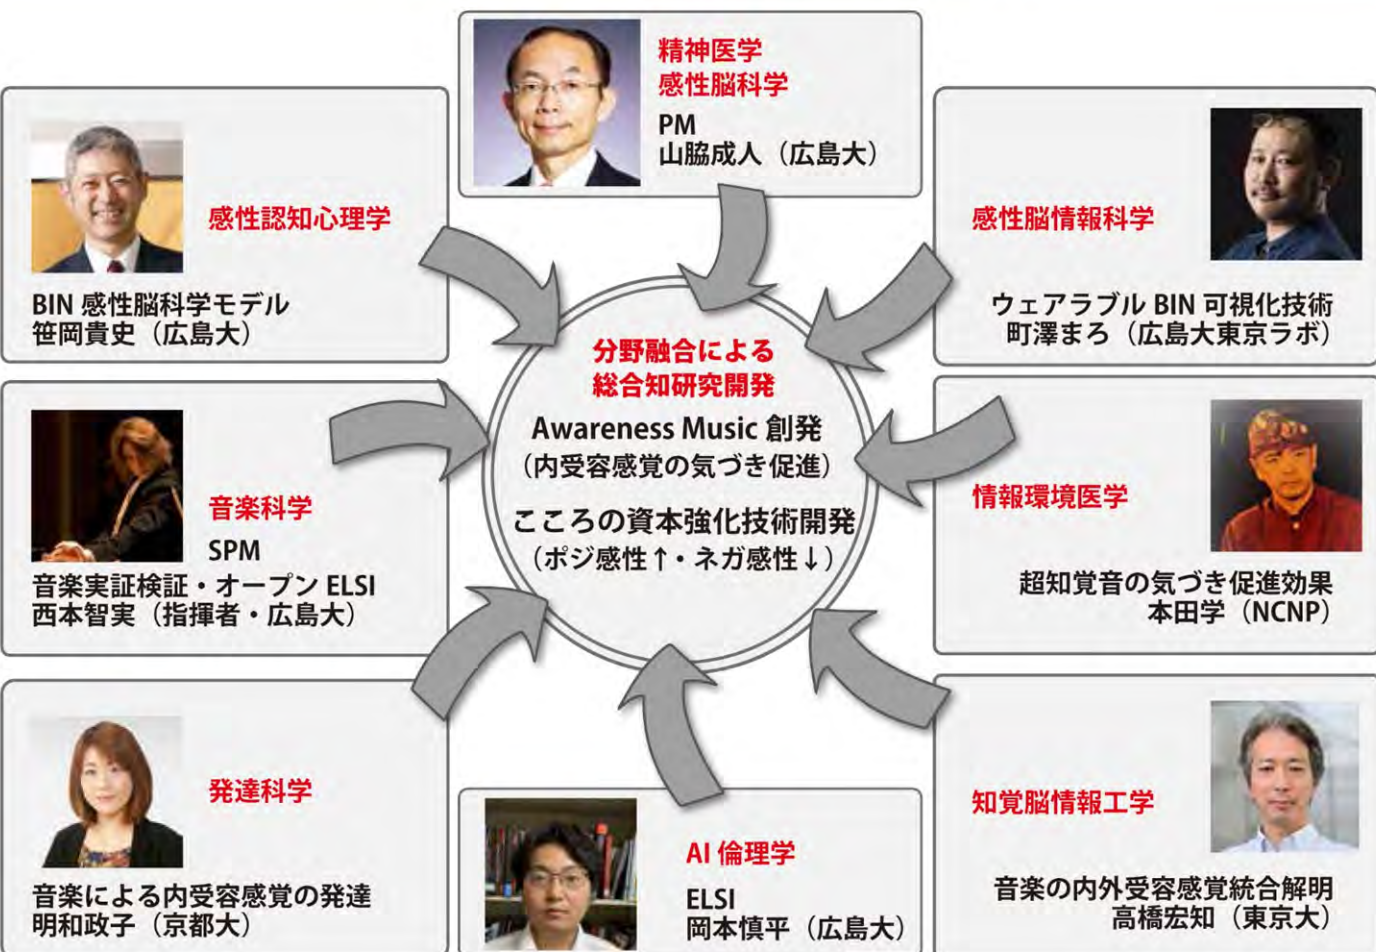 精神医学
感性脳科学
PM
山脇成人（広島大）
感性認知心理学
BIN 感性脳科学モデル
笹岡貴史（広島大）
感性脳情報科学
ウェアラブル BIN 可視化技術
町澤まろ（広島大東京ラボ）
分野融合による
総合知研究開発
Awareness Music 創発
（内受容感覚の気づき促進）
こころの資本強化技術開発
（ポジ感性↑・ネガ感性↓）
音楽科学
SPM
音楽実証検証・オープン ELSI
西本智実（指揮者・広島大）
情報環境医学
超知覚音の気づき促進効果
本田学（NCNP）
発達科学
音楽による内受容感覚の発達
明和政子（京都大）
AI 倫理学
ELSI
岡本慎平（広島大）
知覚脳情報工学
音楽の内外受容感覚統合解明
高橋宏知（東京大）